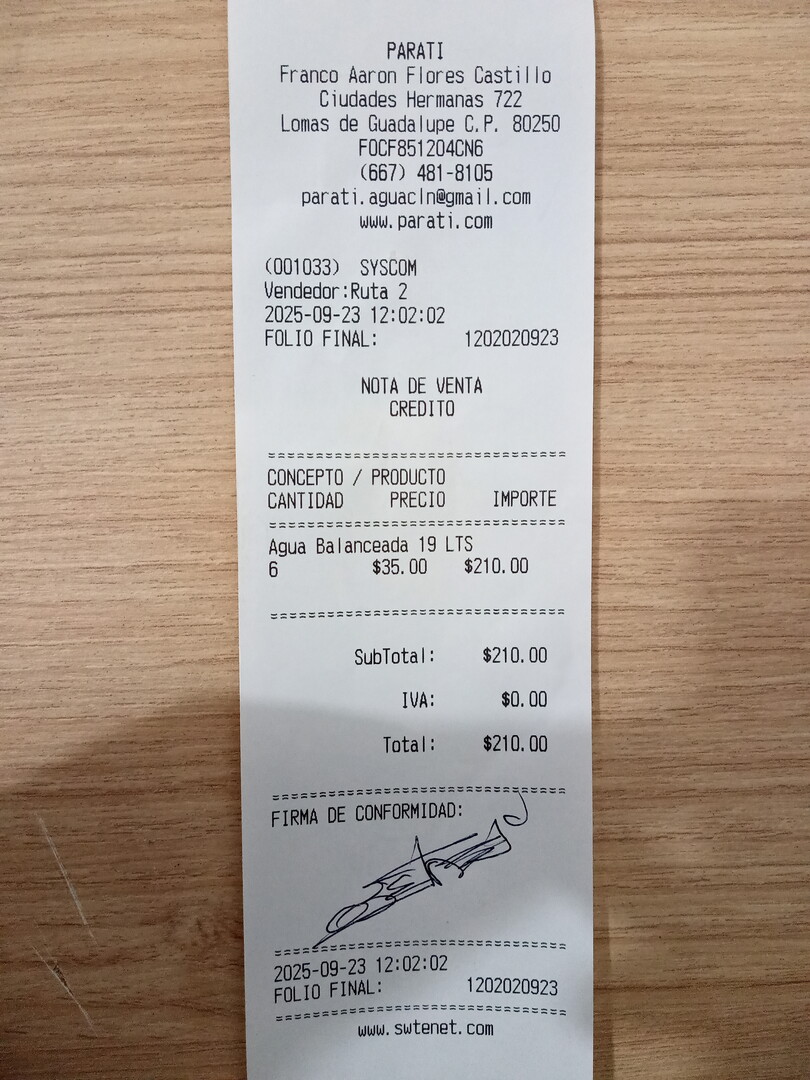 PARATI
Franco Aaron Flores Castillo
Ciudades Hermanas 722
Lomas de Guadalupe C.P. 80250
FOCF851204CN6
(667) 481-8105
parati.aguacln@gmail.com
www.parati.com
(001033) SYSCOM
Vendedor:Ruta 2
2025-09-23 12:02:02
FOLIO FINAL: 1202020923
NOTA DE VENTA
CREDITO
CONCEPTO / PRODUCTO
CANTIDAD PRECIO IMPORTE
Agua Balanceada 19 LTS
6 $35.00 $210.00
SubTotal: $210.00
IVA: $0.00
Total: $210.00
FIRMA DE CONFORMIDAD:
2025-09-23 12:02:02
FOLIO FINAL: 1202020923
www.swtenet.com